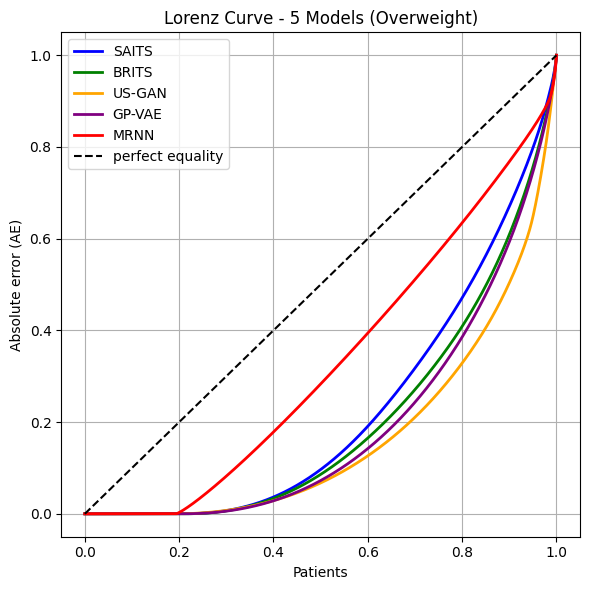 Lorenz Curve - 5 Models (Overweight)
SAITS
BRITS
US-GAN
GP-VAE
MRNN
perfect equality
Absolute error (AE)
1.0
0.8
0.6
0.4
0.2
0.0
0.0 0.2 0.4 0.6 0.8 1.0
Patients